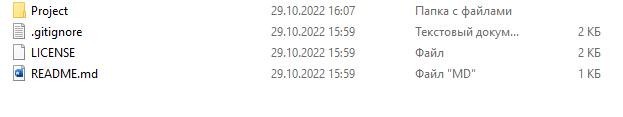 Project 29.10.2022 16:07 Папка с файлами
.gitignore 29.10.2022 15:59 Текстовый докум... 2 КБ
LICENSE 29.10.2022 15:59 Файл 2 КБ
README.md 29.10.2022 15:59 Файл "MD" 1 КБ